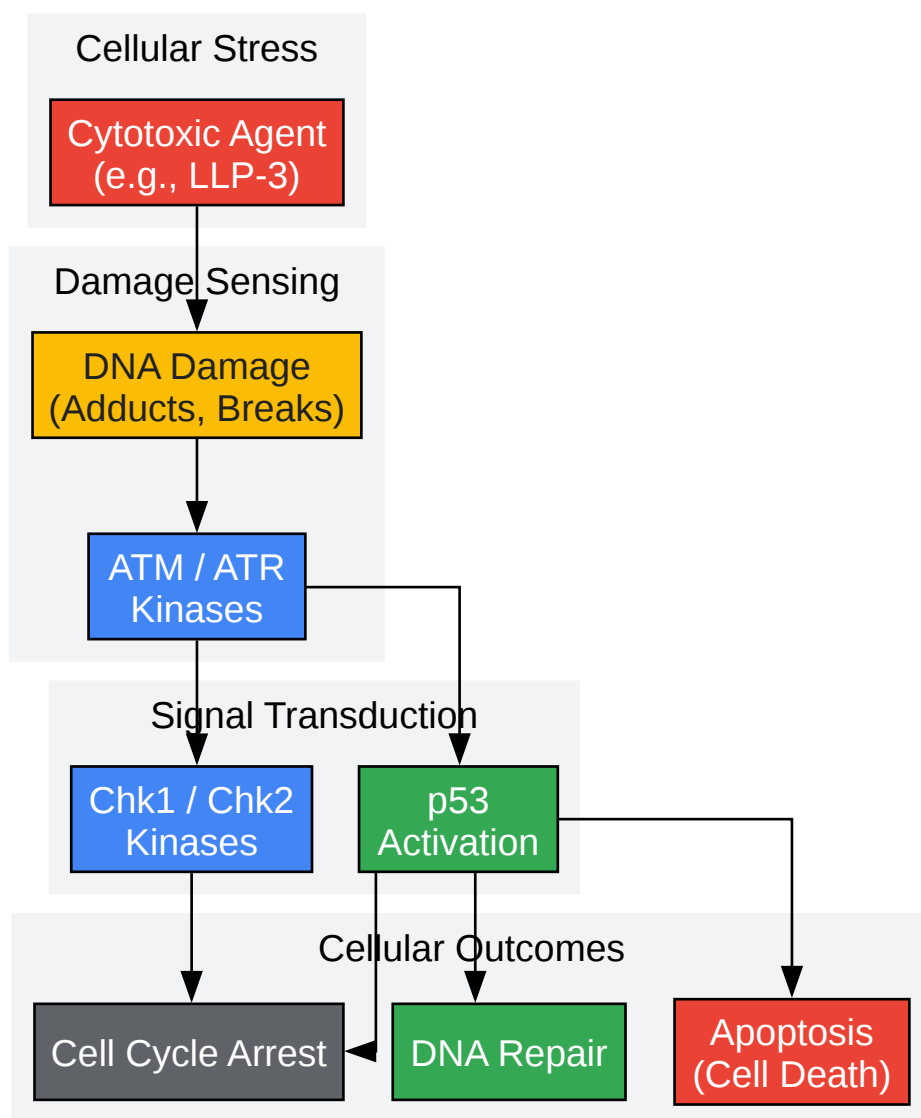 Cellular Stress
Cytotoxic Agent
(e.g., LLP-3)
Damage Sensing
DNA Damage
(Adducts, Breaks)
ATM / ATR
Kinases
Signal Transduction
Chk1 / Chk2
Kinases
p53
Activation
Cellular Outcomes
Cell Cycle Arrest
DNA Repair
Apoptosis
(Cell Death)